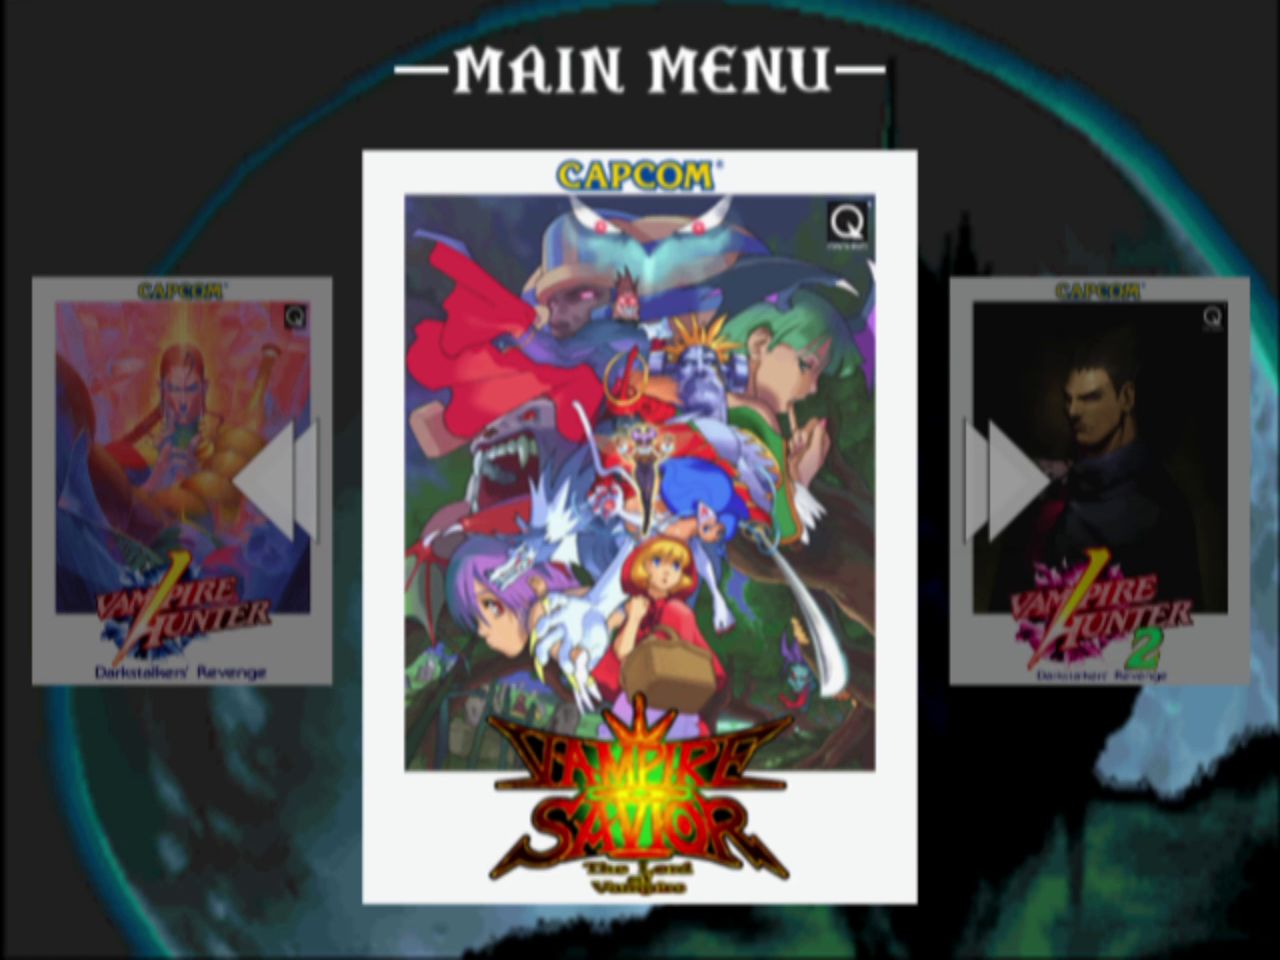 MAIN MENU
CAPCOM
Q
VAMPIRE
SAVIOR
The Lord
of
Vampire
CAPCOM
Q
VAMPIRE
HUNTER
Darkstalkers' Revenge
CAPCOM
Q
VAMPIRE
HUNTER
2
Darkstalkers' Revenge